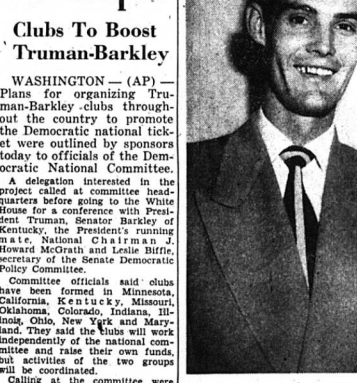 Clubs To Boost
Truman-Barkley
WASHINGTON — (AP) —
Plans for organizing Tru-
man-Barkley clubs through-
out the country to promote
the Democratic national tick-
et were outlined by sponsors
today to officials of the Dem-
ocratic National Committee.
A delegation interested in the
project called at committee head-
quarters before going to the White
House for a conference with Presi-
dent Truman, Senator Barkley of
Kentucky, the President's running
mate, National Chairman J.
Howard McGrath and Leslie Biffle,
secretary of the Senate Democratic
Policy Committee.
Committee officials said clubs
have been formed in Minnesota,
California, Kentucky, Missouri,
Oklahoma, Colorado, Indiana, Ill-
inois, Ohio, New York and Mary-
land. They said the clubs will work
independently of the national com-
mittee and raise their own funds,
but activities of the two groups
will be coordinated.
Calling at the committee were